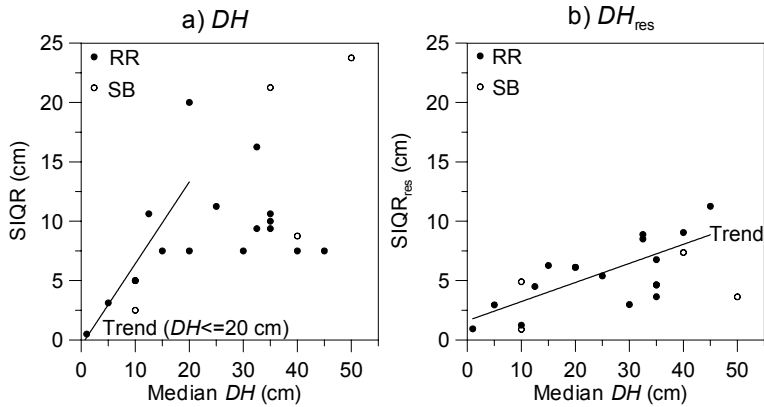 a) DH
b) DH_res
RR
SB
25
20
15
10
5
0
SIQR (cm)
Trend (DH<=20 cm)
0 10 20 30 40 50
Median DH (cm)
RR
SB
25
20
15
10
5
0
SIQR_res (cm)
Trend
0 10 20 30 40 50
Median DH (cm)